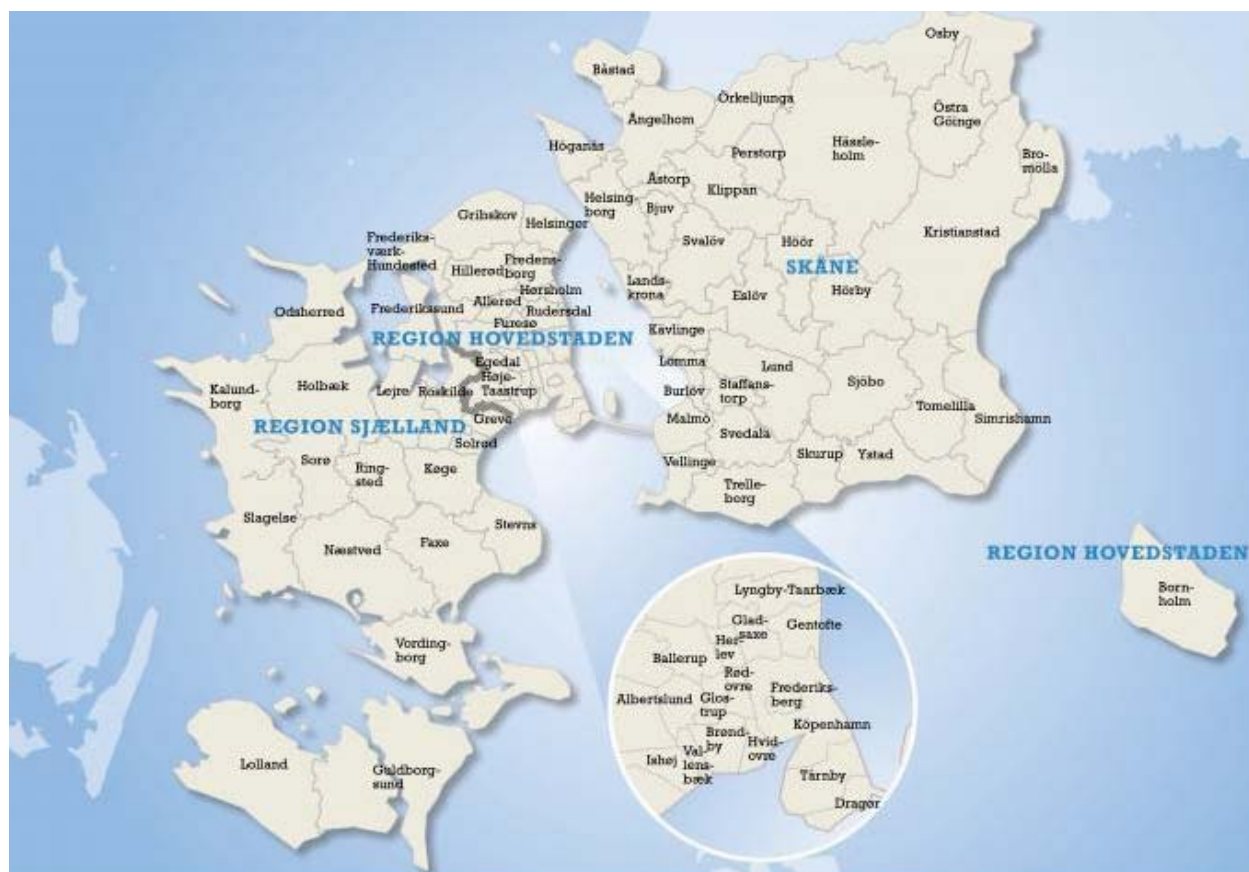 Osby
Båstad
Örkelljunga
Östra
Göinge
Ängelhom
Höganäs
Perstorp
Hässle-
holm
Bro-
mölla
Åstorp
Klippan
Helsing-
borg
Bjuv
Gribskov
Helsingør
Kristianstad
Svalöv
Höör
SKÅNE
Frederiks-
værk-
Hundested
Hillerød
Fredens-
borg
Hørsholm
Lands-
krona
Eslöv
Hörby
Odsherred
Frederikssund
Allerød
Rudersdal
Furesø
REGION HOVEDSTADEN
Kävlinge
Egedal
Lomma
Lund
Kalund-
borg
Holbæk
Lejre
Roskilde
Høje-
Taastrup
Burlöv
Staffans-
torp
Sjöbo
Tomelilla
Simrishamn
REGION SJÆLLAND
Greve
Malmö
Svedala
Solrød
Sorø
Ring-
sted
Køge
Vellinge
Skurup
Ystad
Trelle-
borg
Slagelse
Stevns
Næstved
Faxe
REGION HOVEDSTADEN
Born-
holm
Vording-
borg
Lolland
Guldborg-
sund
Lyngby-Taarbæk
Glad-
saxe
Gentofte
Her-
lev
Ballerup
Rød-
ovre
Albertslund
Glos-
trup
Frederiks-
berg
Köpenhamn
Brønd-
by
Hvid-
ovre
Ishøj
Val-
lens-
bæk
Tårnby
Dragør